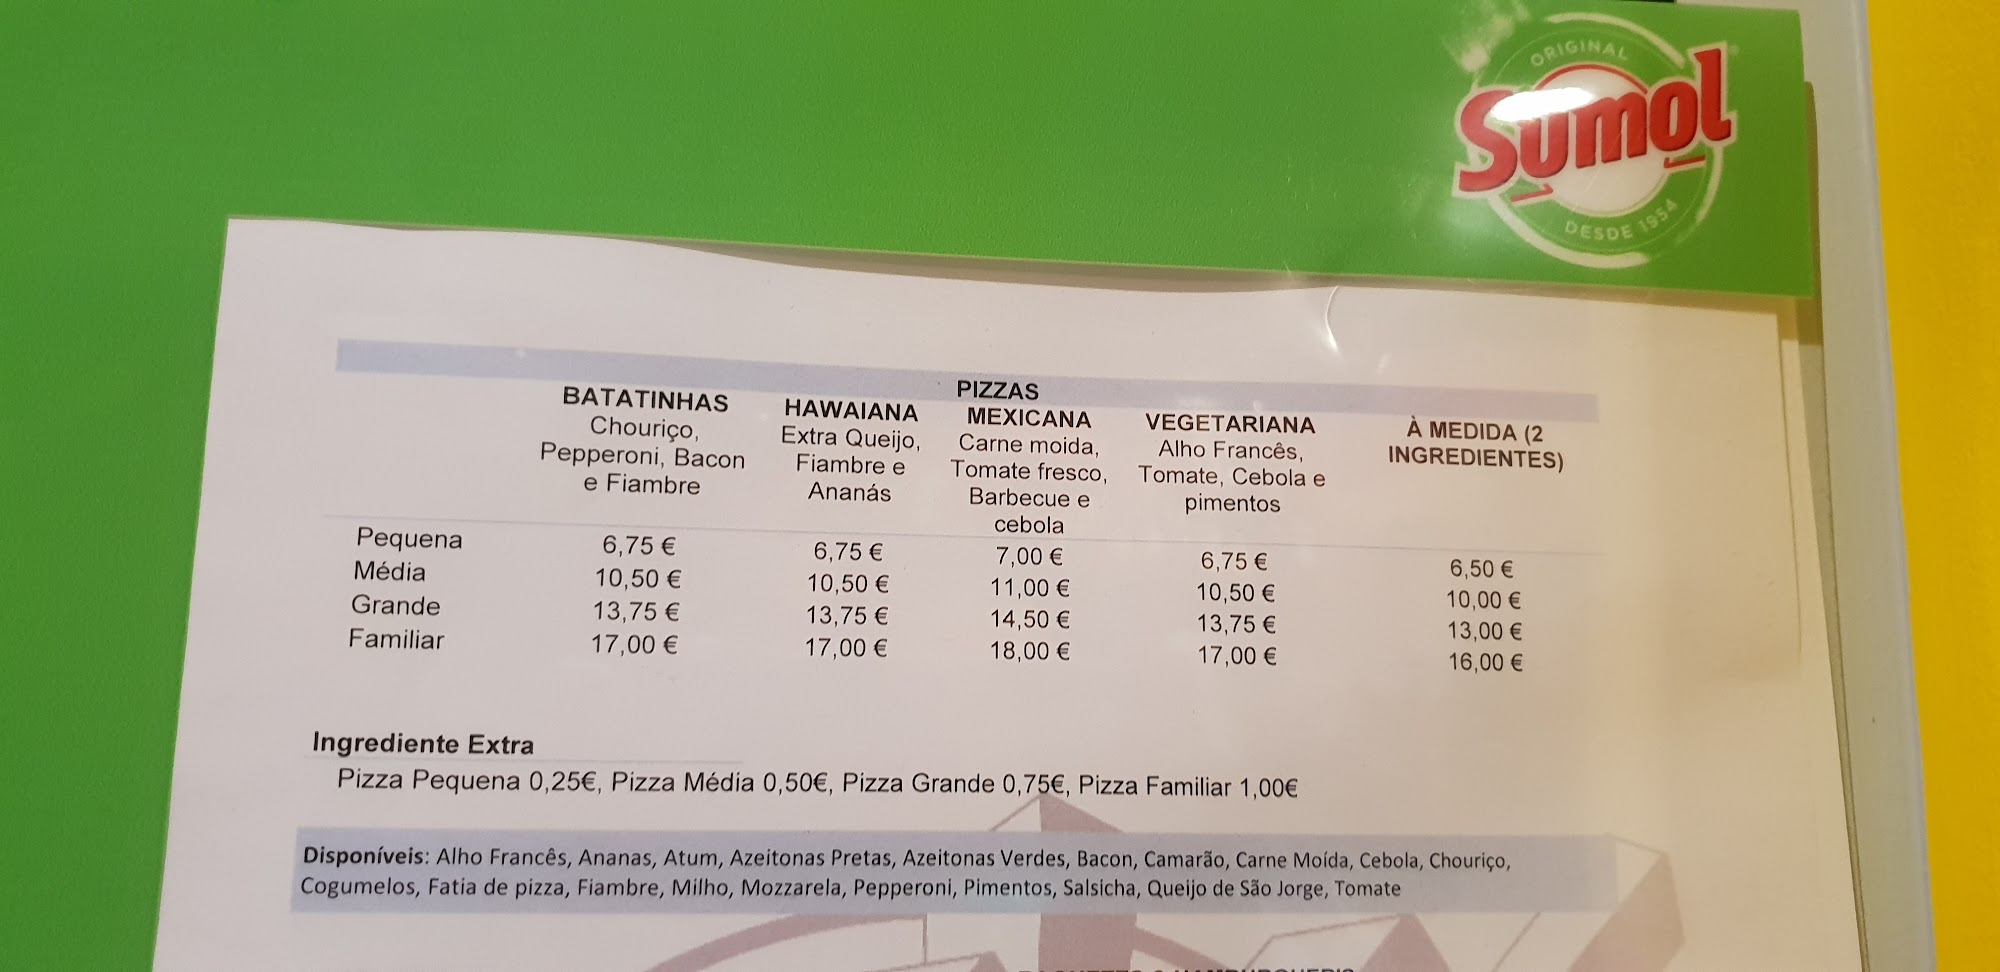 ORIGINAL
Sumol
DESDE 1954
PIZZAS
BATATINHAS
Chouriço,
Pepperoni, Bacon
e Fiambre
HAWAIANA
Extra Queijo,
Fiambre e
Ananás
MEXICANA
Carne moida,
Tomate fresco,
Barbecue e
cebola
VEGETARIANA
Alho Francês,
Tomate, Cebola e
pimentos
À MEDIDA (2
INGREDIENTES)
Pequena 6,75 € 6,75 € 7,00 € 6,75 € 6,50 €
Média 10,50 € 10,50 € 11,00 € 10,50 € 10,00 €
Grande 13,75 € 13,75 € 14,50 € 13,75 € 13,00 €
Familiar 17,00 € 17,00 € 18,00 € 17,00 € 16,00 €
Ingrediente Extra
Pizza Pequena 0,25€, Pizza Média 0,50€, Pizza Grande 0,75€, Pizza Familiar 1,00€
Disponíveis: Alho Francês, Ananas, Atum, Azeitonas Pretas, Azeitonas Verdes, Bacon, Camarão, Carne Moída, Cebola, Chouriço,
Cogumelos, Fatia de pizza, Fiambre, Milho, Mozzarela, Pepperoni, Pimentos, Salsicha, Queijo de São Jorge, Tomate